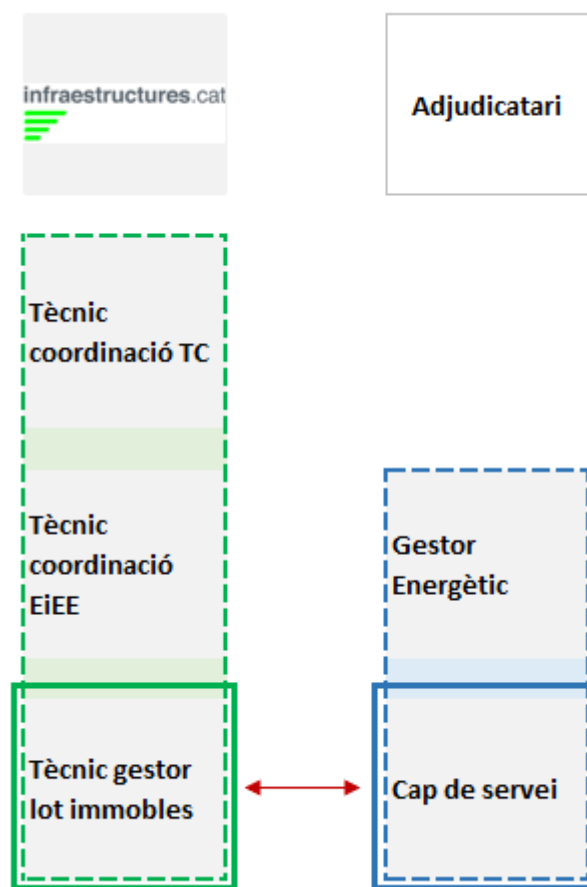 infraestructures.cat
Adjudicatari
Tècnic
coordinació TC
Tècnic
coordinació
EiEE
Gestor
Energètic
Tècnic gestor
lot immobles
Cap de servei